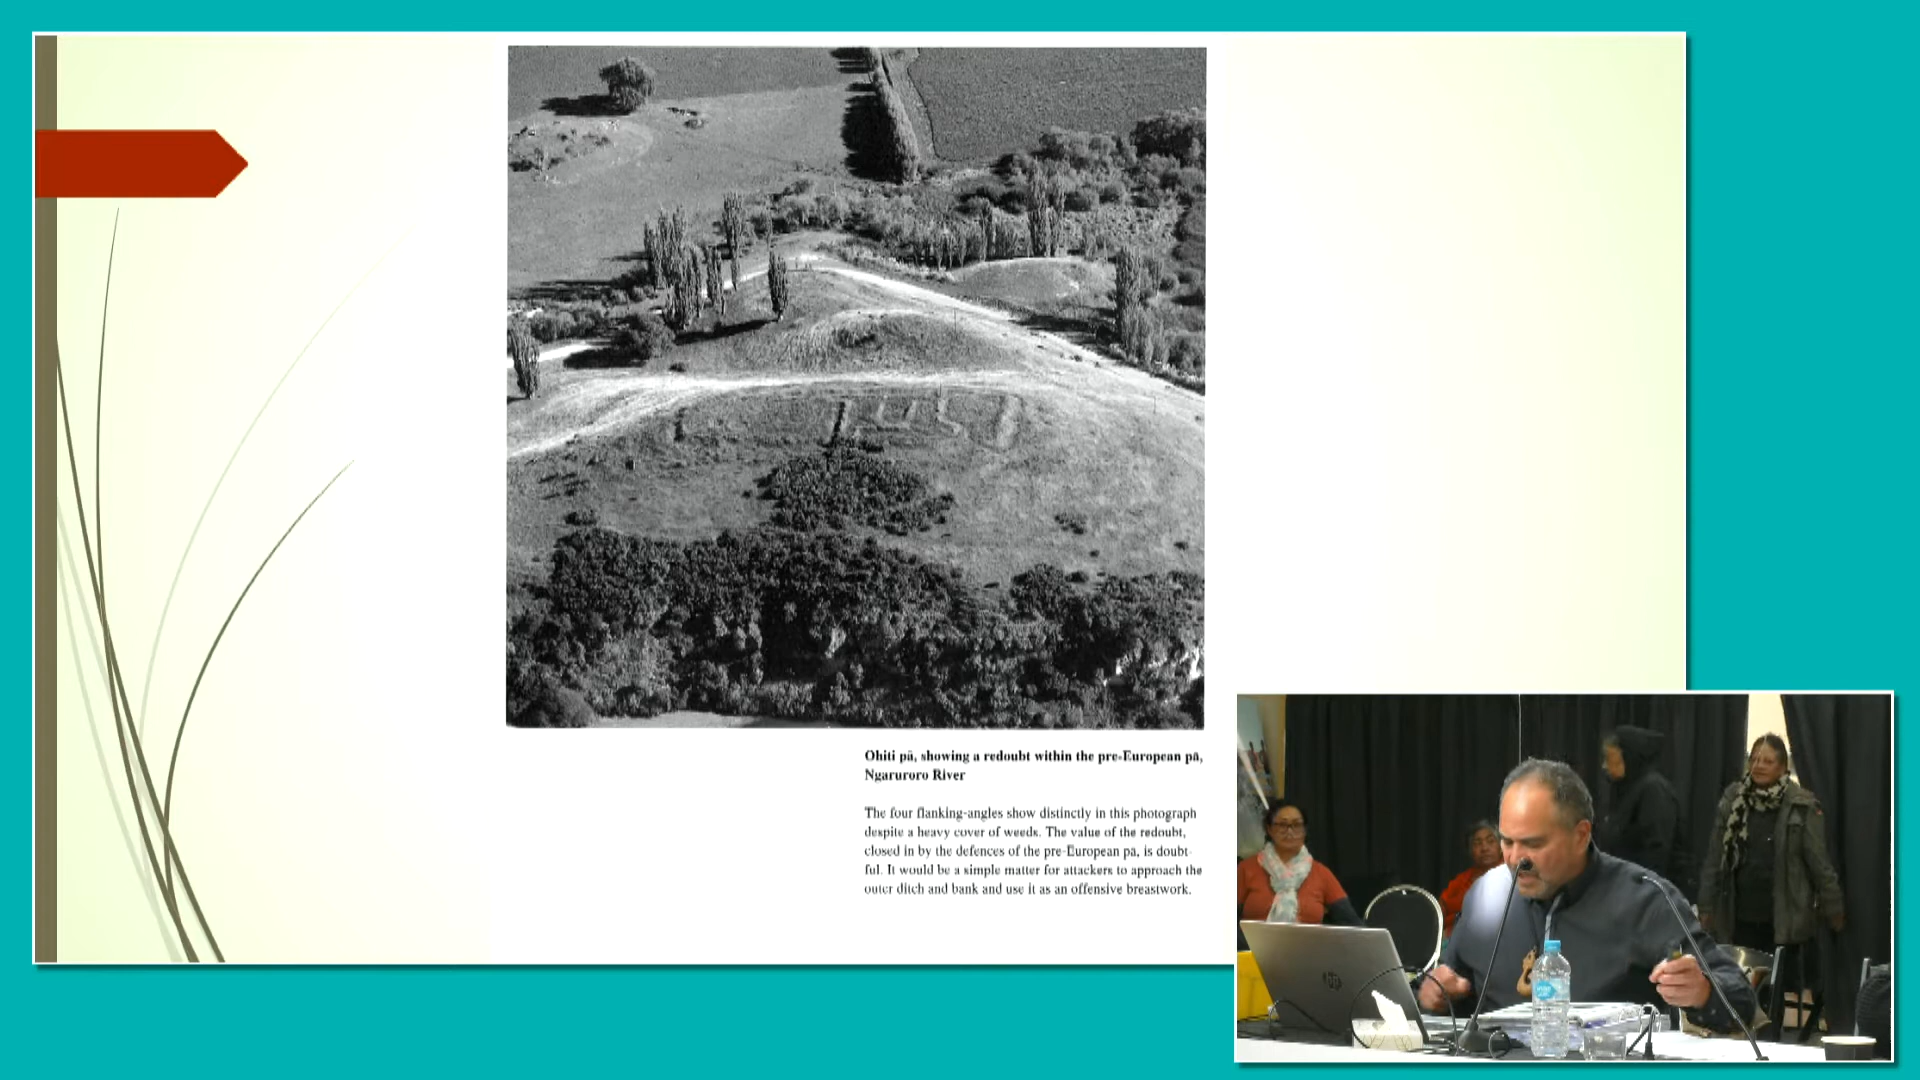 Ohiti pā, showing a redoubt within the pre-European pā,
Ngaruroro River
The four flanking-angles show distinctly in this photograph
despite a heavy cover of weeds. The value of the redoubt,
closed in by the defences of the pre-European pā, is doubt-
ful. It would be a simple matter for attackers to approach the
outer ditch and bank and use it as an offensive breastwork.
hp